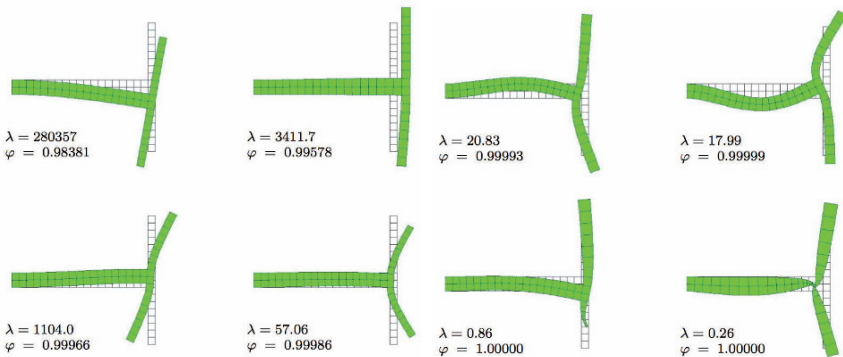 λ = 280357
φ = 0.98381
λ = 3411.7
φ = 0.99578
λ = 20.83
φ = 0.99993
λ = 17.99
φ = 0.99999
λ = 1104.0
φ = 0.99966
λ = 57.06
φ = 0.99986
λ = 0.86
φ = 1.00000
λ = 0.26
φ = 1.00000